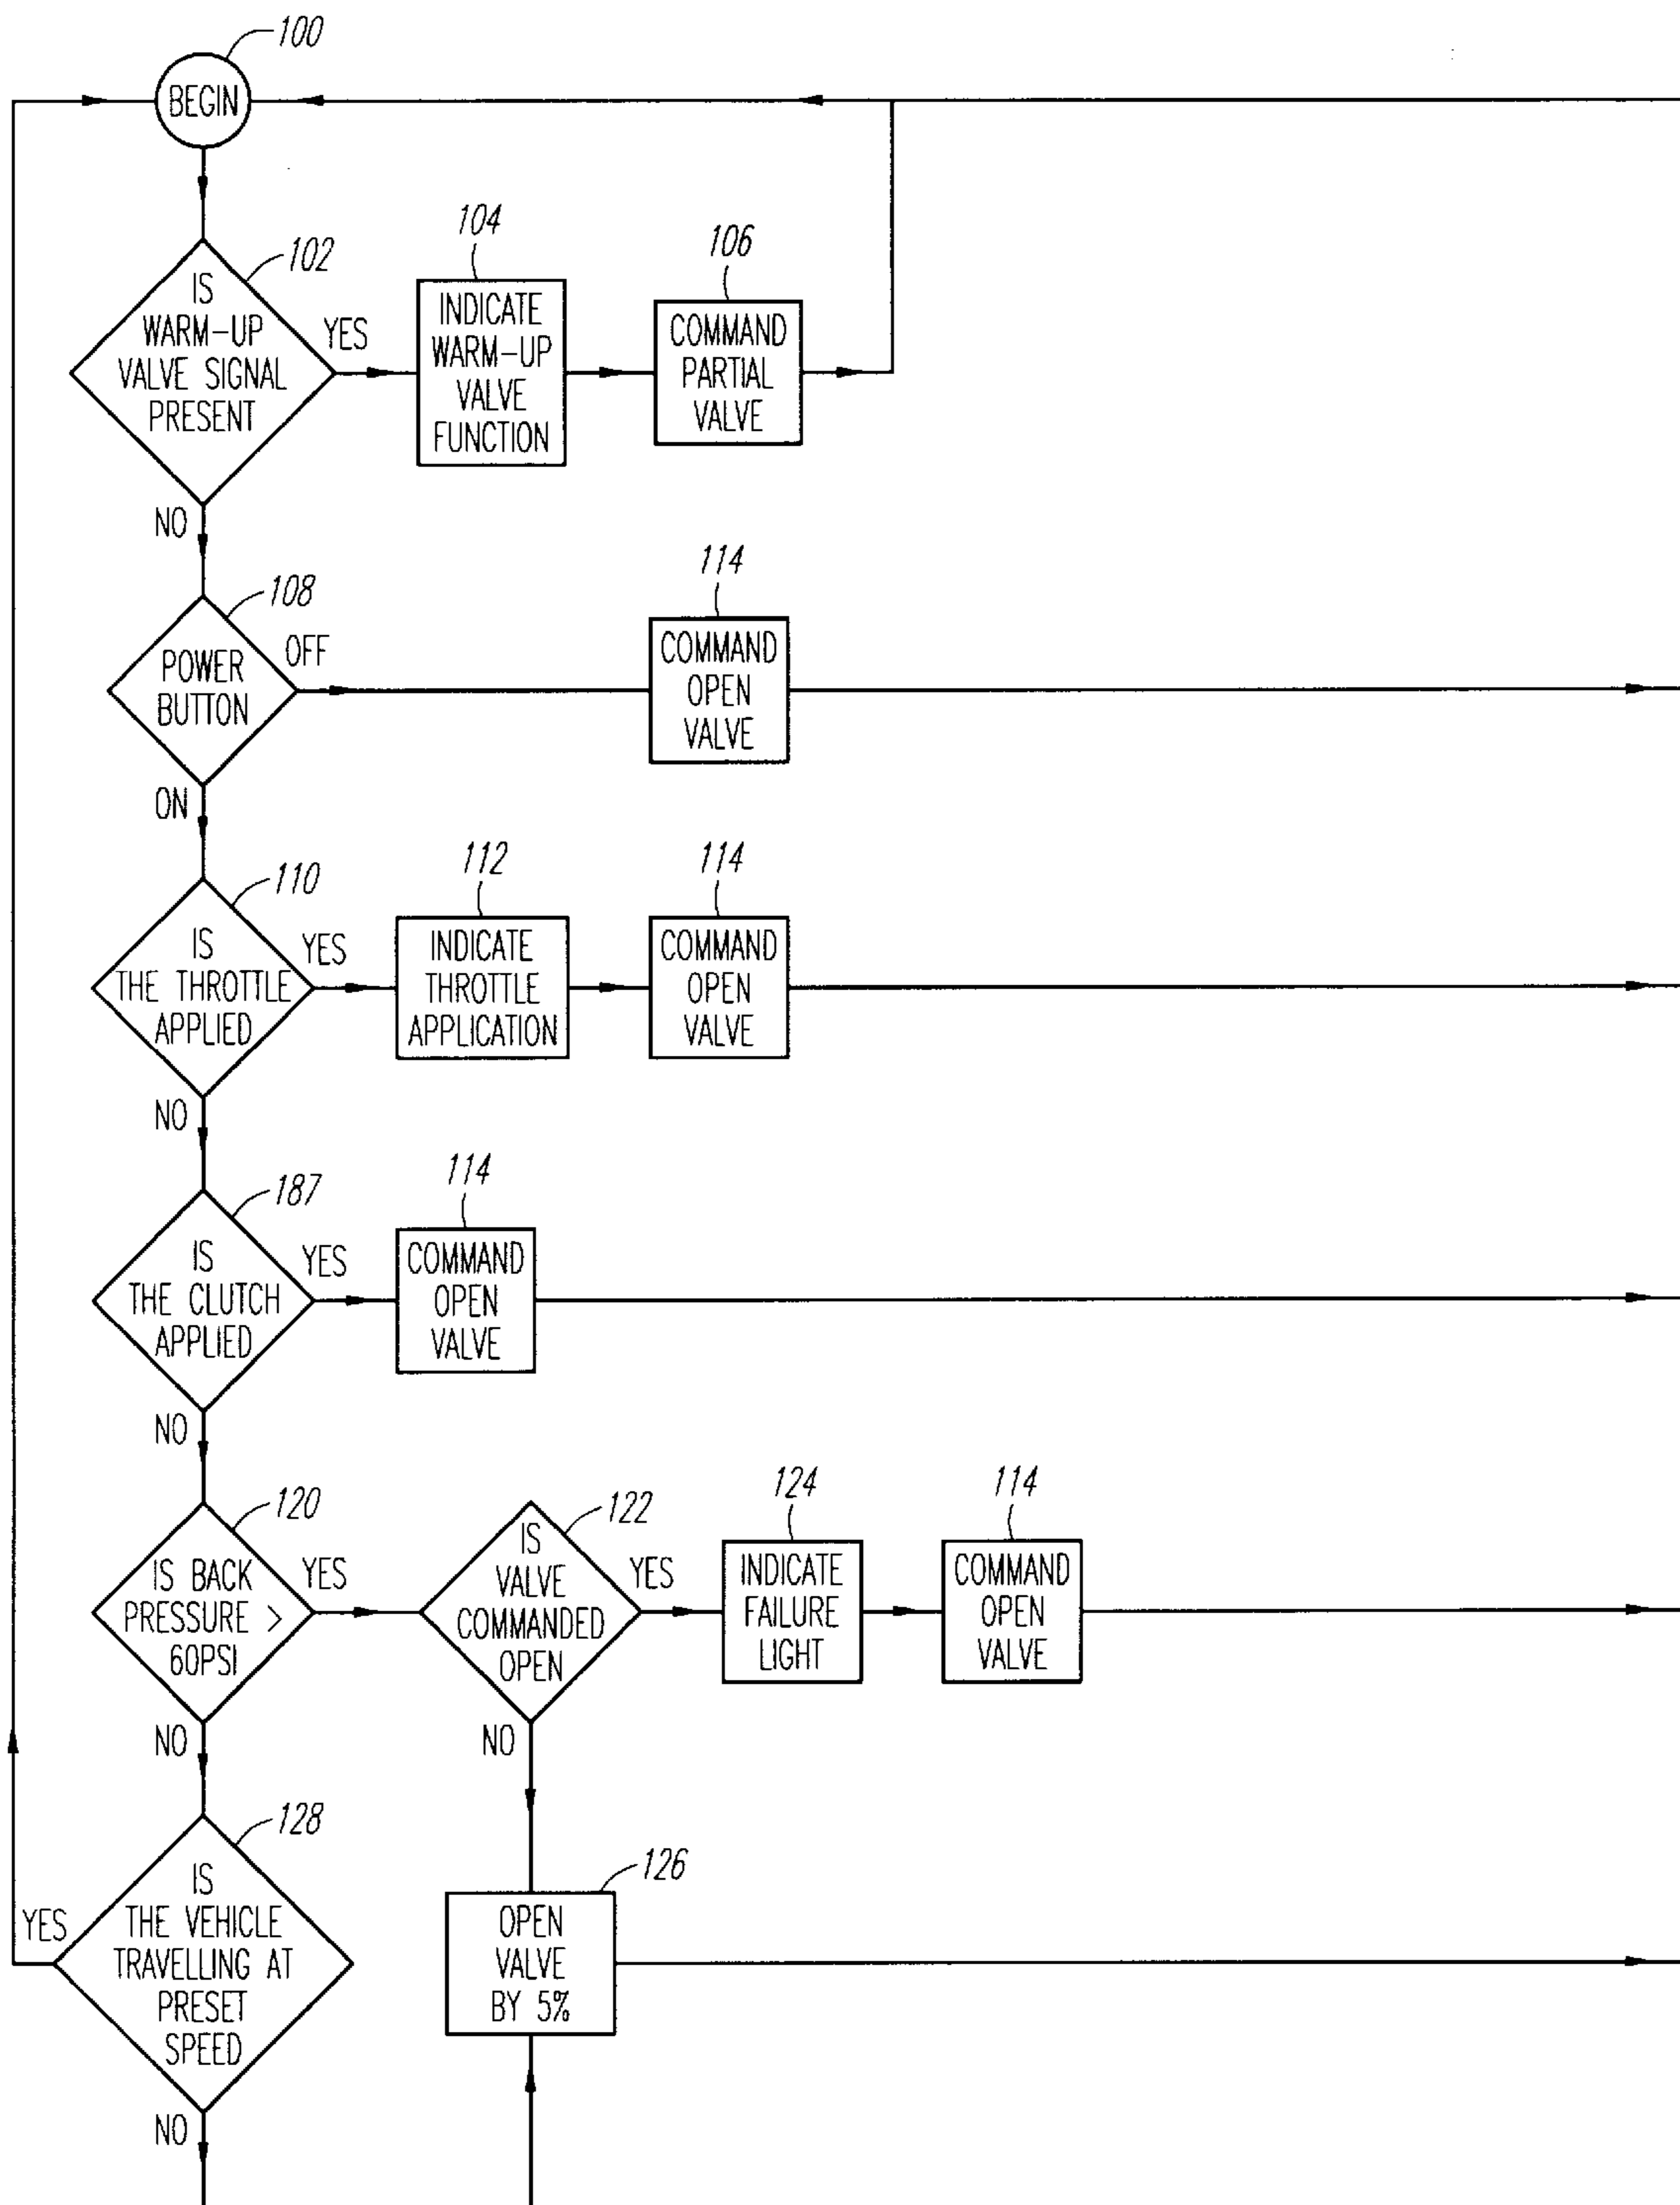 100
BEGIN
102
IS
WARM-UP
VALVE SIGNAL
PRESENT
YES
NO
104
INDICATE
WARM-UP
VALVE
FUNCTION
106
COMMAND
PARTIAL
VALVE
108
POWER
BUTTON
OFF
ON
114
COMMAND
OPEN
VALVE
110
IS
THE THROTTLE
APPLIED
YES
NO
112
INDICATE
THROTTLE
APPLICATION
114
COMMAND
OPEN
VALVE
187
IS
THE CLUTCH
APPLIED
YES
NO
114
COMMAND
OPEN
VALVE
120
IS BACK
PRESSURE >
60PSI
YES
NO
122
IS
VALVE
COMMANDED
OPEN
YES
NO
124
INDICATE
FAILURE
LIGHT
114
COMMAND
OPEN
VALVE
128
IS
THE VEHICLE
TRAVELLING AT
PRESET
SPEED
YES
NO
126
OPEN
VALVE
BY 5%